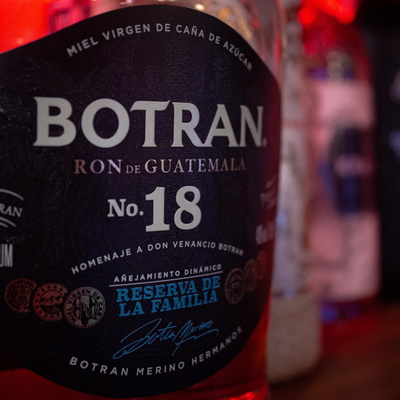 MIEL VIRGEN DE CAÑA DE AZÚCAR
BOTRAN
RON DE GUATEMALA
No. 18
HOMENAJE A DON VENANCIO BOTRAN
AÑEJAMIENTO DINÁMICO
RESERVA DE
LA FAMILIA
BOTRAN MERINO HERMANOS